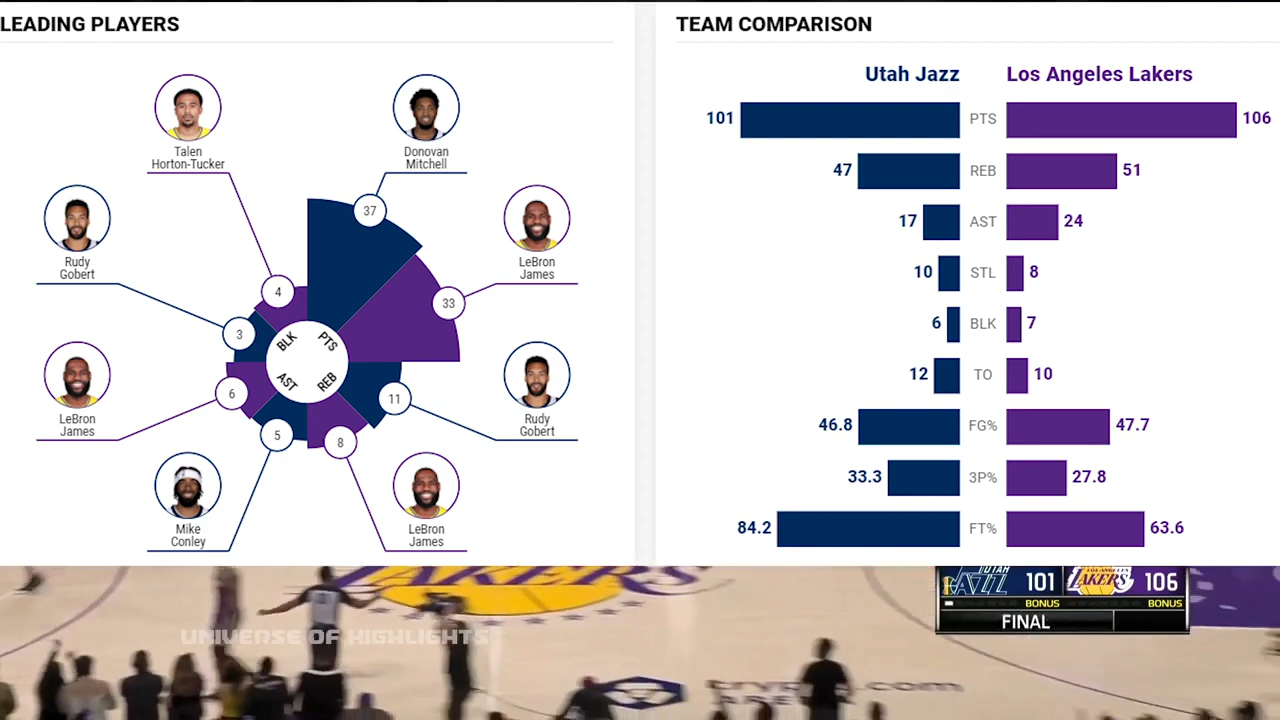 LEADING PLAYERS
Talen
Horton-Tucker
Donovan
Mitchell
37
Rudy
Gobert
LeBron
James
4
33
3
BLK
PTS
AST
REB
LeBron
James
6
11
Rudy
Gobert
5
8
Mike
Conley
LeBron
James
TEAM COMPARISON
Utah Jazz
Los Angeles Lakers
101 PTS 106
47 REB 51
17 AST 24
10 STL 8
6 BLK 7
12 TO 10
46.8 FG% 47.7
33.3 3P% 27.8
84.2 FT% 63.6
LAKERS
UNIVERSE OF HIGHLIGHTS
UTAH JAZZ 101 LOS ANGELES LAKERS 106
BONUS BONUS
FINAL